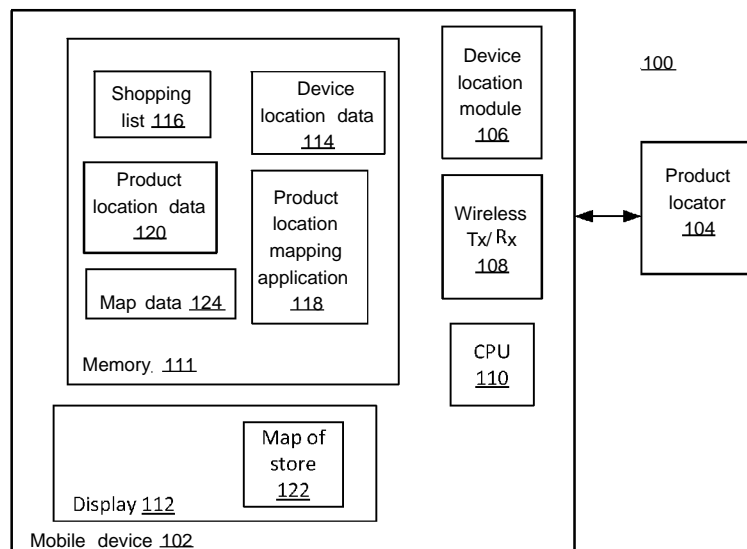 Shopping
list 116
Device
location data
114
Product
location data
120
Product
location
mapping
application
118
Map data 124
Memory. 111
Device
location
module
106
Wireless
Tx/ Rx
108
CPU
110
100
Product
locator
104
Map of
store
122
Display 112
Mobile device 102